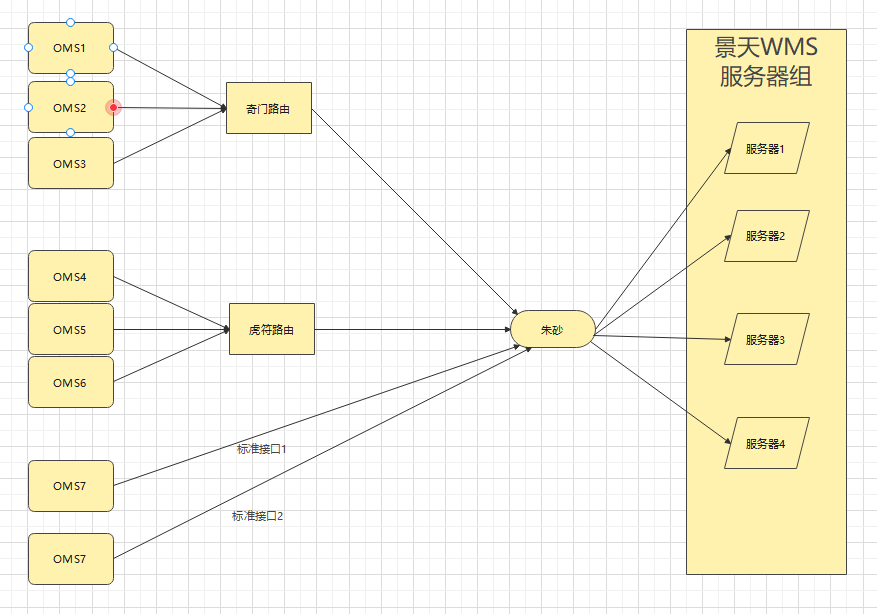 OMS1
OMS2
OMS3
奇门路由
OMS4
OMS5
OMS6
虎符路由
OMS7
OMS7
标准接口1
标准接口2
朱砂
景天WMS
服务器组
服务器1
服务器2
服务器3
服务器4